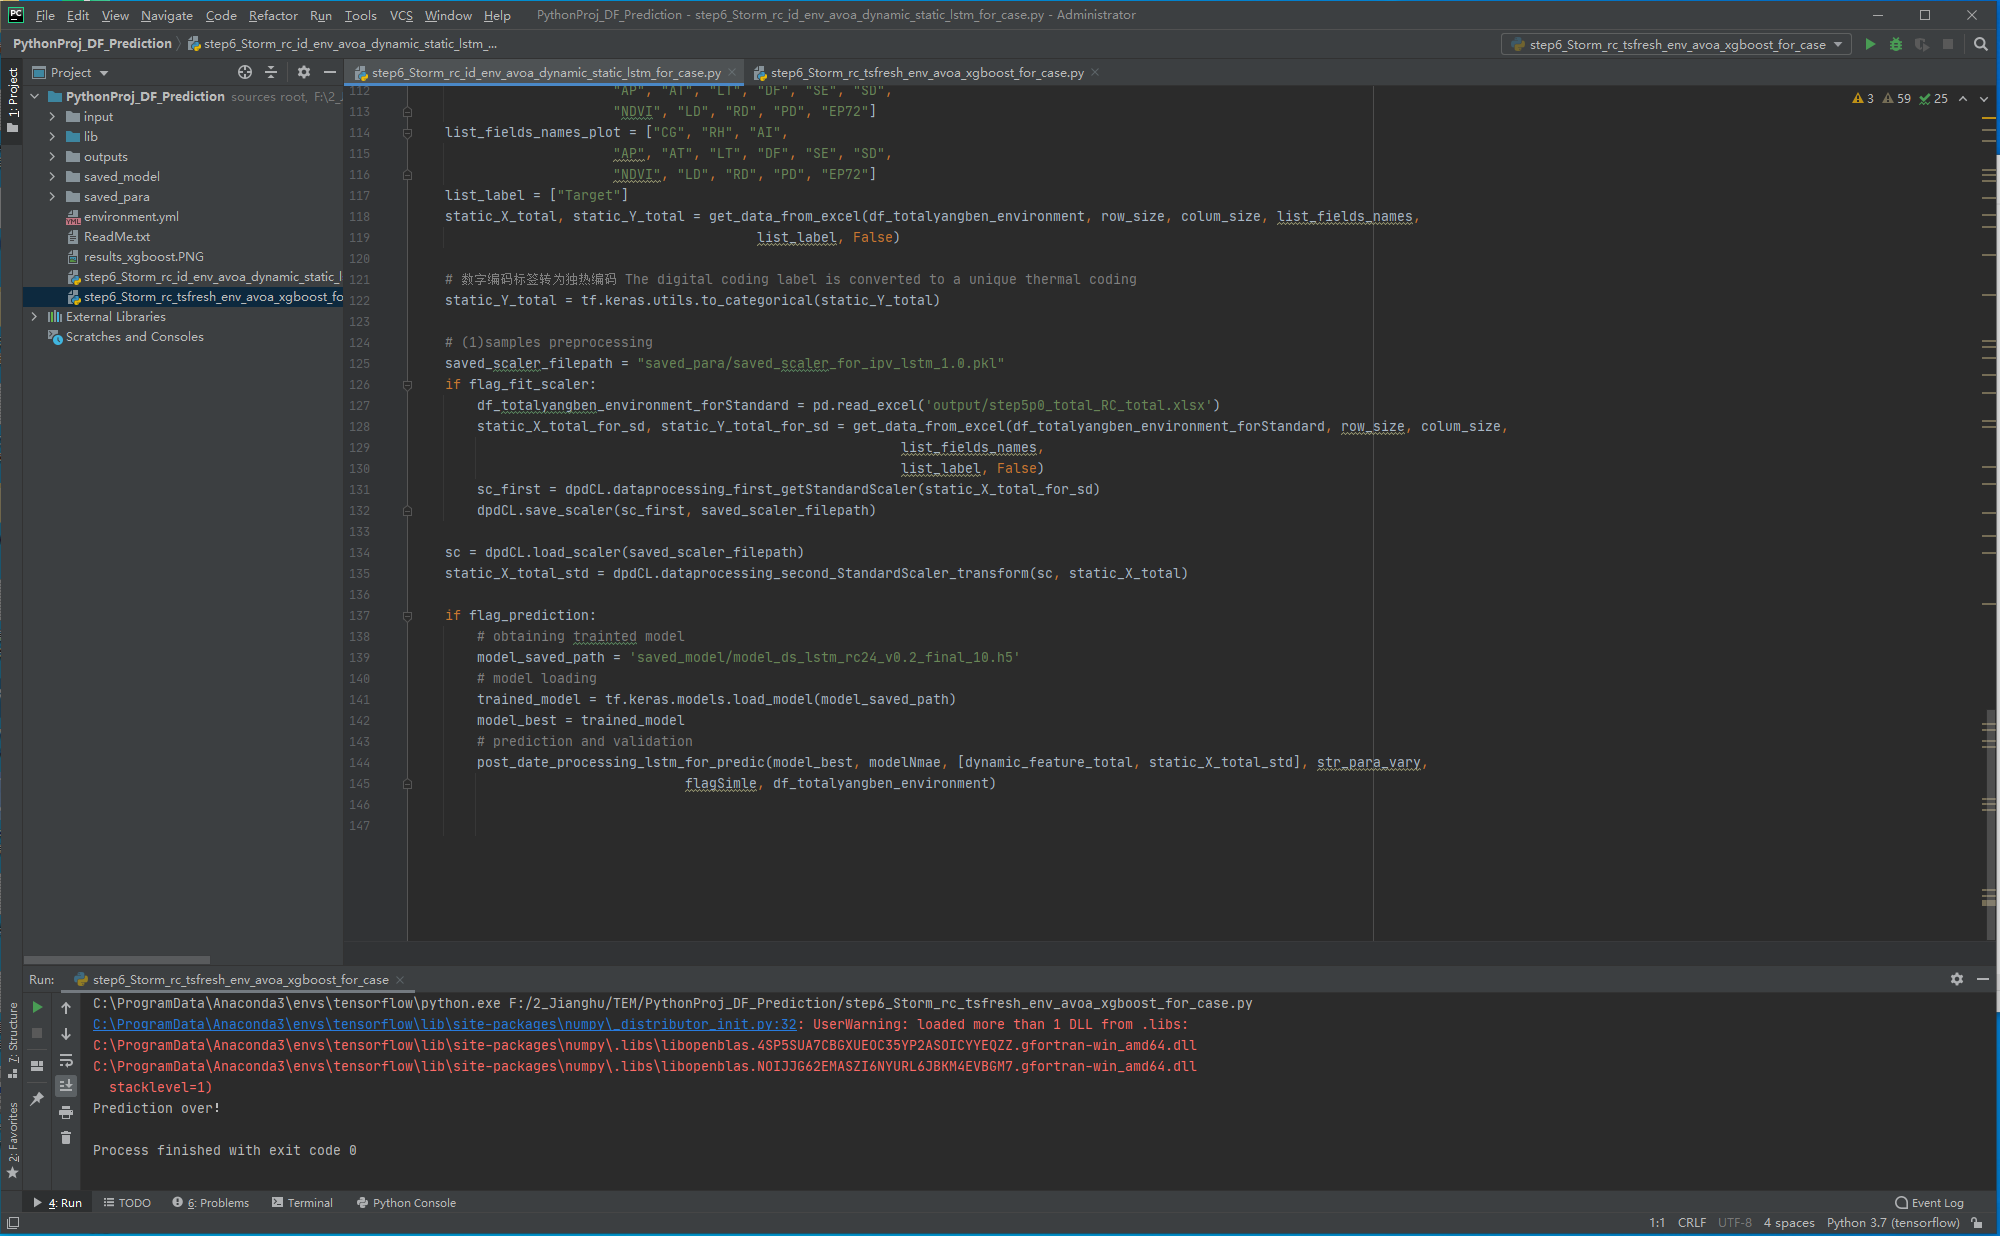 File Edit View Navigate Code Refactor Run Tools VCS Window Help PythonProj_DF_Prediction - step6_Storm_rc_id_env_avoa_dynamic_static_lstm_for_case.py - Administrator
PythonProj_DF_Prediction step6_Storm_rc_id_env_avoa_dynamic_static_lstm_... step6_Storm_rc_tsfresh_env_avoa_xgboost_for_case
1: Project
Project
PythonProj_DF_Prediction sources root, F:\2_
input
lib
outputs
saved_model
saved_para
environment.yml
ReadMe.txt
results_xgboost.PNG
step6_Storm_rc_id_env_avoa_dynamic_static_l
step6_Storm_rc_tsfresh_env_avoa_xgboost_fo
External Libraries
Scratches and Consoles
step6_Storm_rc_id_env_avoa_dynamic_static_lstm_for_case.py step6_Storm_rc_tsfresh_env_avoa_xgboost_for_case.py
3 59 25
112 "AP", "AT", "LT", "DF", "SE", "SD",
113 "NDVI", "LD", "RD", "PD", "EP72"]
114 list_fields_names_plot = ["CG", "RH", "AI",
115 "AP", "AT", "LT", "DF", "SE", "SD",
116 "NDVI", "LD", "RD", "PD", "EP72"]
117 list_label = ["Target"]
118 static_X_total, static_Y_total = get_data_from_excel(df_totalyangben_environment, row_size, colum_size, list_fields_names,
119 list_label, False)
120
121 # 数字编码标签转为独热编码 The digital coding label is converted to a unique thermal coding
122 static_Y_total = tf.keras.utils.to_categorical(static_Y_total)
123
124 # (1)samples preprocessing
125 saved_scaler_filepath = "saved_para/saved_scaler_for_ipv_lstm_1.0.pkl"
126 if flag_fit_scaler:
127 df_totalyangben_environment_forStandard = pd.read_excel('output/step5p0_total_RC_total.xlsx')
128 static_X_total_for_sd, static_Y_total_for_sd = get_data_from_excel(df_totalyangben_environment_forStandard, row_size, colum_size,
129 list_fields_names,
130 list_label, False)
131 sc_first = dpdCL.dataprocessing_first_getStandardScaler(static_X_total_for_sd)
132 dpdCL.save_scaler(sc_first, saved_scaler_filepath)
133
134 sc = dpdCL.load_scaler(saved_scaler_filepath)
135 static_X_total_std = dpdCL.dataprocessing_second_StandardScaler_transform(sc, static_X_total)
136
137 if flag_prediction:
138 # obtaining trainted model
139 model_saved_path = 'saved_model/model_ds_lstm_rc24_v0.2_final_10.h5'
140 # model loading
141 trained_model = tf.keras.models.load_model(model_saved_path)
142 model_best = trained_model
143 # prediction and validation
144 post_date_processing_lstm_for_predic(model_best, modelNmae, [dynamic_feature_total, static_X_total_std], str_para_vary,
145 flagSimle, df_totalyangben_environment)
146
147
Run: step6_Storm_rc_tsfresh_env_avoa_xgboost_for_case
C:\ProgramData\Anaconda3\envs\tensorflow\python.exe F:/2_Jianghu/TEM/PythonProj_DF_Prediction/step6_Storm_rc_tsfresh_env_avoa_xgboost_for_case.py
C:\ProgramData\Anaconda3\envs\tensorflow\lib\site-packages\numpy\_distributor_init.py:32: UserWarning: loaded more than 1 DLL from .libs:
C:\ProgramData\Anaconda3\envs\tensorflow\lib\site-packages\numpy\.libs\libopenblas.4SP5SUA7CBGXUEOC35YP2ASOICYYEQZZ.gfortran-win_amd64.dll
C:\ProgramData\Anaconda3\envs\tensorflow\lib\site-packages\numpy\.libs\libopenblas.NOIJJG62EMASZI6NYURL6JBKM4EVBGM7.gfortran-win_amd64.dll
stacklevel=1)
Prediction over!
Process finished with exit code 0
7: Structure
2: Favorites
4: Run TODO 6: Problems Terminal Python Console Event Log
1:1 CRLF UTF-8 4 spaces Python 3.7 (tensorflow)